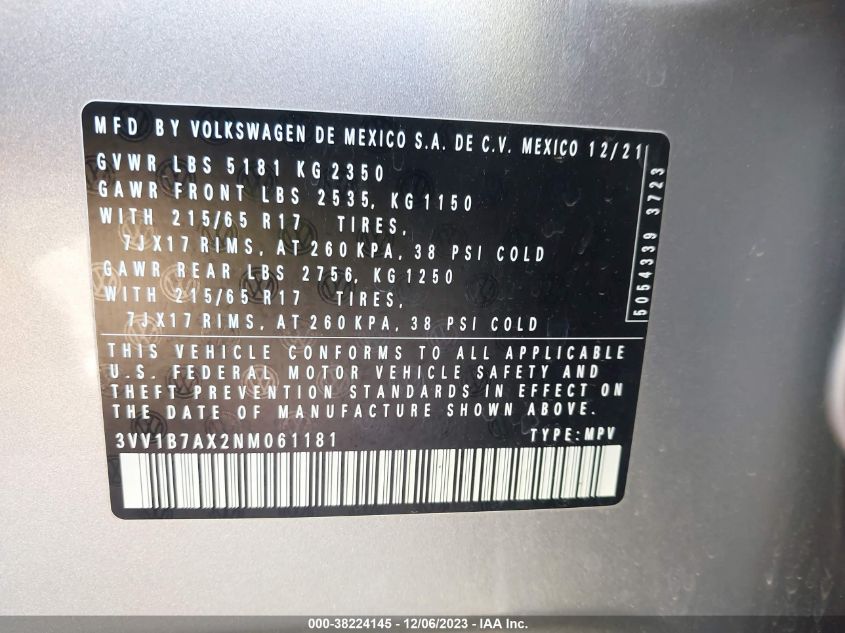 MFD BY VOLKSWAGEN DE MEXICO S.A. DE C.V. MEXICO 12/21
GVWR LBS 5181 KG 2350
GAWR FRONT LBS 2535, KG 1150
WITH 215/65 R17 TIRES,
7JX17 RIMS, AT 260 KPA, 38 PSI COLD
GAWR REAR LBS 2756, KG 1250
WITH 215/65 R17 TIRES,
7JX17 RIMS, AT 260 KPA, 38 PSI COLD
5054339 3723
THIS VEHICLE CONFORMS TO ALL APPLICABLE
U.S. FEDERAL MOTOR VEHICLE SAFETY AND
THEFT PREVENTION STANDARDS IN EFFECT ON
THE DATE OF MANUFACTURE SHOWN ABOVE.
3VV1B7AX2NM061181 TYPE:MPV
000-38224145 - 12/06/2023 - IAA Inc.